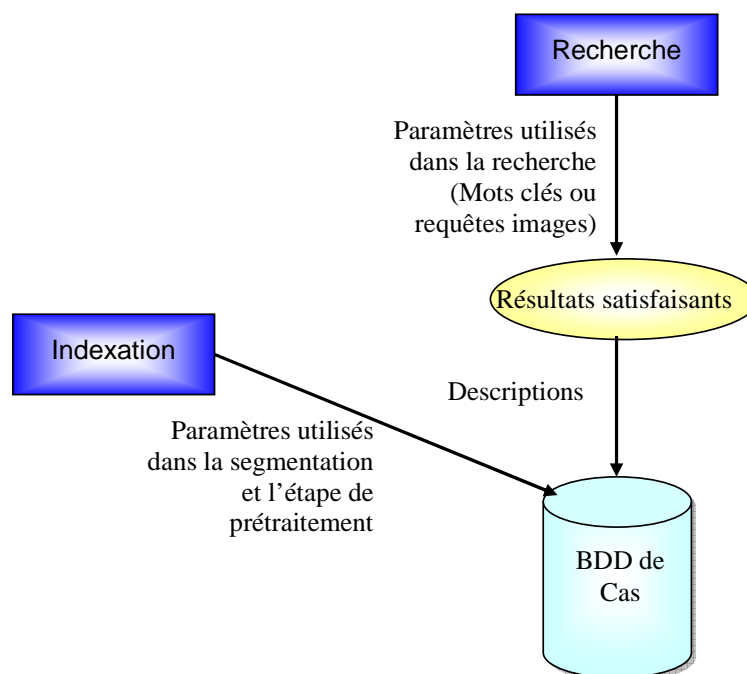 Recherche
Paramètres utilisés
dans la recherche
(Mots clés ou
requêtes images)
Résultats satisfaisants
Indexation
Descriptions
Paramètres utilisés
dans la segmentation
et l’étape de
prétraitement
BDD de
Cas